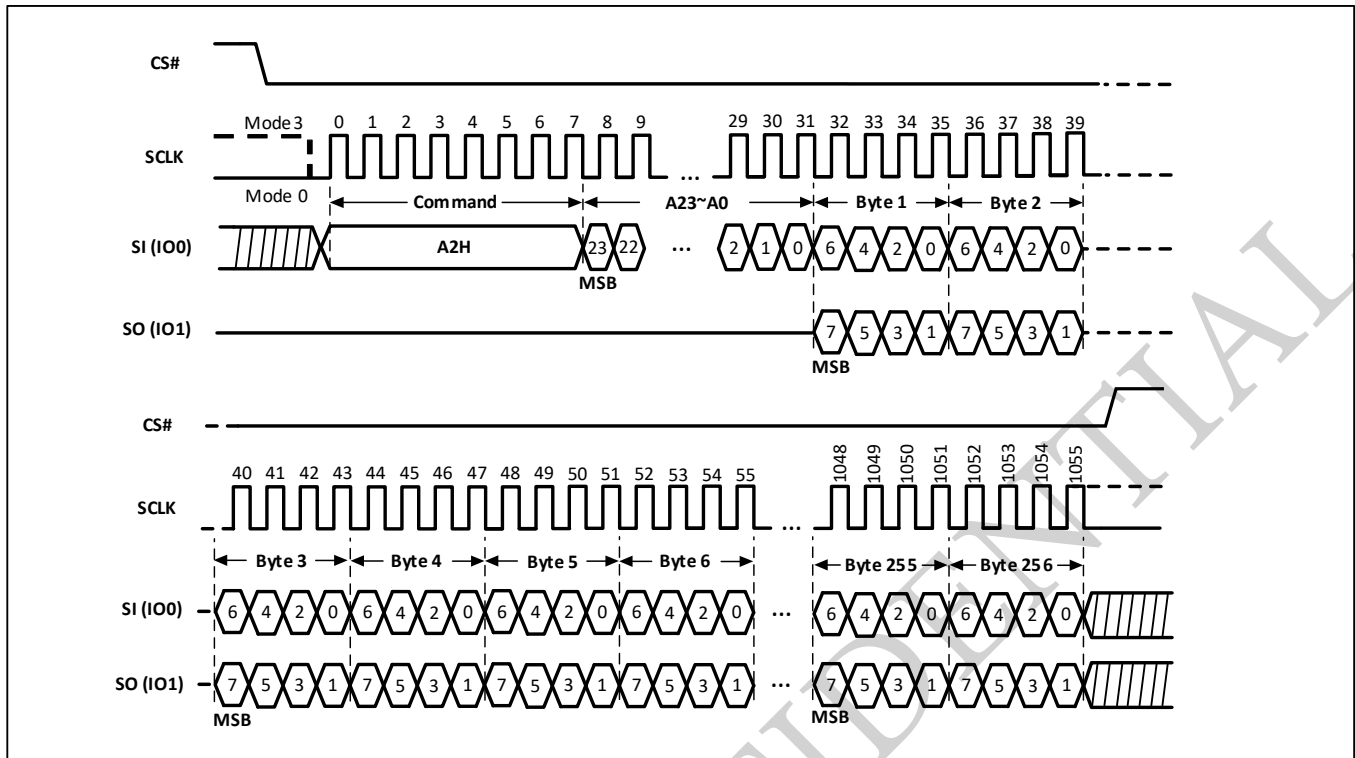 CS#
Mode 3
0 1 2 3 4 5 6 7 8 9 29 30 31 32 33 34 35 36 37 38 39
SCLK
...
Mode 0
Command A23~A0 Byte 1 Byte 2
SI (IO0) A2H 23 22 ... 2 1 0 6 4 2 0 6 4 2 0
MSB
SO (IO1) 7 5 3 1 7 5 3 1
MSB
CS#
40 41 42 43 44 45 46 47 48 49 50 51 52 53 54 55 1048 1049 1050 1051 1052 1053 1054 1055
SCLK
...
Byte 3 Byte 4 Byte 5 Byte 6 Byte 255 Byte 256
SI (IO0) 6 4 2 0 6 4 2 0 6 4 2 0 6 4 2 0 ... 6 4 2 0 6 4 2 0
SO (IO1) 7 5 3 1 7 5 3 1 7 5 3 1 7 5 3 1 ... 7 5 3 1 7 5 3 1
MSB MSB